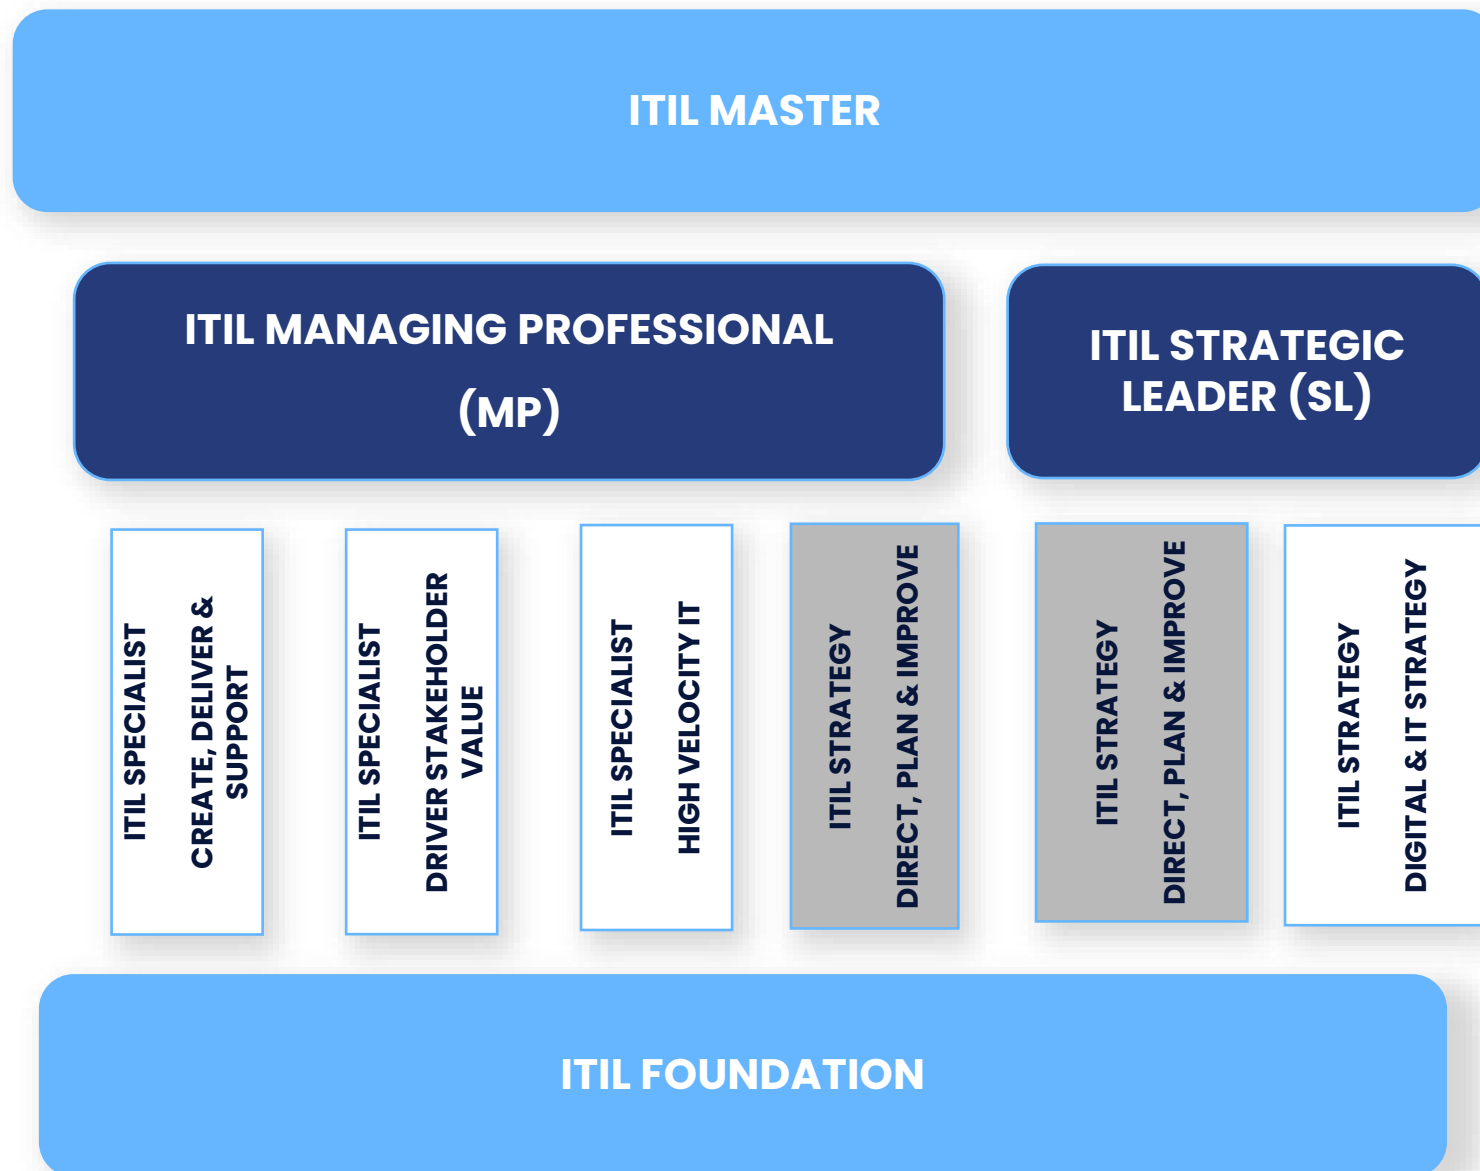 ITIL MASTER
ITIL MANAGING PROFESSIONAL
(MP)
ITIL STRATEGIC
LEADER (SL)
ITIL SPECIALIST
CREATE, DELIVER &
SUPPORT
ITIL SPECIALIST
DRIVER STAKEHOLDER
VALUE
ITIL SPECIALIST
HIGH VELOCITY IT
ITIL STRATEGY
DIRECT, PLAN & IMPROVE
ITIL STRATEGY
DIRECT, PLAN & IMPROVE
ITIL STRATEGY
DIGITAL & IT STRATEGY
ITIL FOUNDATION